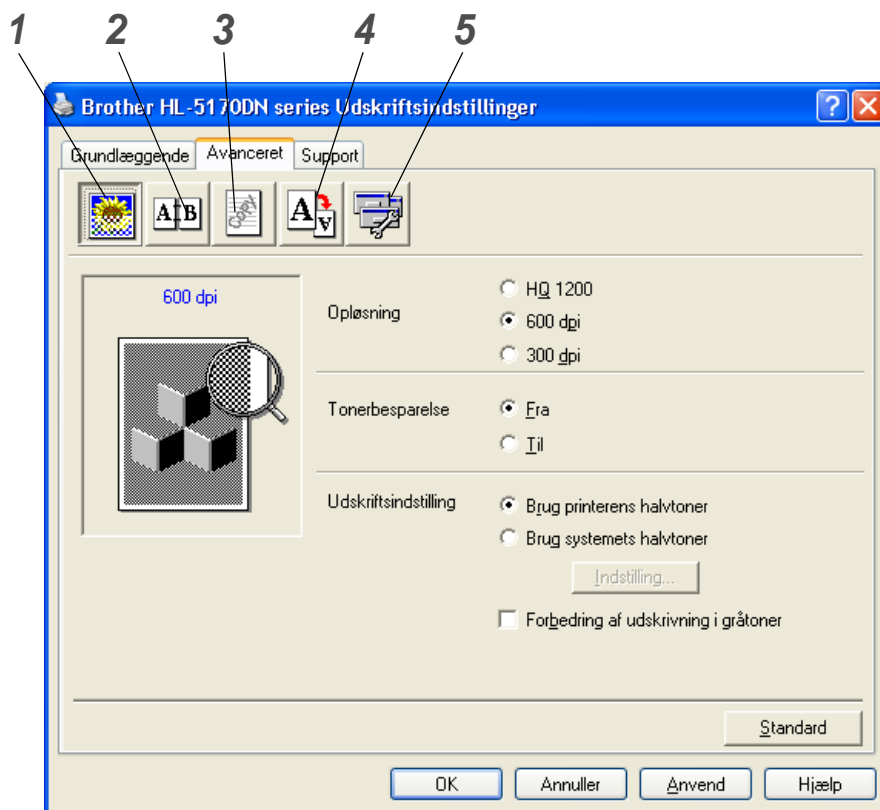 1 2 3 4 5
Brother HL-5170DN series Udskriftsindstillinger
Grundlæggende Avanceret Support
A B COPY A A
600 dpi
Opløsning
HQ 1200
600 dpi
300 dpi
Tonerbesparelse
Fra
Til
Udskriftsindstilling
Brug printerens halvtoner
Brug systemets halvtoner
Indstilling...
Forbedring af udskrivning i gråtoner
Standard
OK Annuller Anvend Hjælp